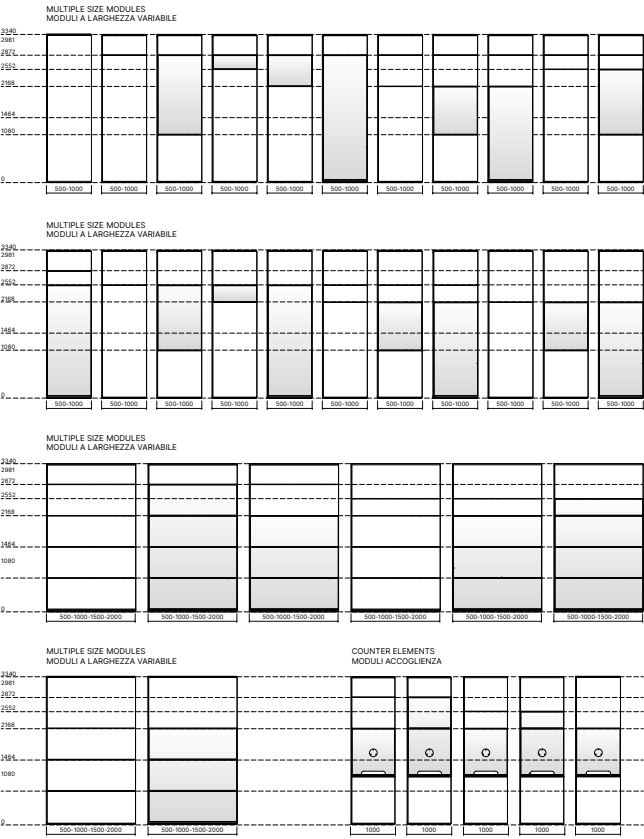 MULTIPLE SIZE MODULES
MODULI A LARGHEZZA VARIABILE
3340
2981
2872
2552
2168
1464
1080
0
500-1000 500-1000 500-1000 500-1000 500-1000 500-1000 500-1000 500-1000 500-1000 500-1000 500-1000
MULTIPLE SIZE MODULES
MODULI A LARGHEZZA VARIABILE
3340
2981
2872
2552
2168
1464
1080
0
500-1000 500-1000 500-1000 500-1000 500-1000 500-1000 500-1000 500-1000 500-1000 500-1000 500-1000
MULTIPLE SIZE MODULES
MODULI A LARGHEZZA VARIABILE
3340
2981
2872
2552
2168
1464
1080
0
500-1000-1500-2000 500-1000-1500-2000 500-1000-1500-2000 500-1000-1500-2000 500-1000-1500-2000 500-1000-1500-2000
MULTIPLE SIZE MODULES
MODULI A LARGHEZZA VARIABILE
COUNTER ELEMENTS
MODULI ACCOGLIENZA
3340
2981
2872
2552
2168
1464
1080
0
500-1000-1500-2000 500-1000-1500-2000 1000 1000 1000 1000 1000